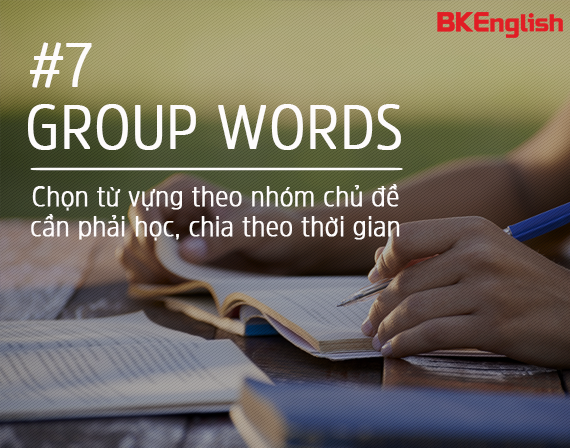 BKEnglish
#7
GROUP WORDS
Chọn từ vựng theo nhóm chủ đề
cần phải học, chia theo thời gian